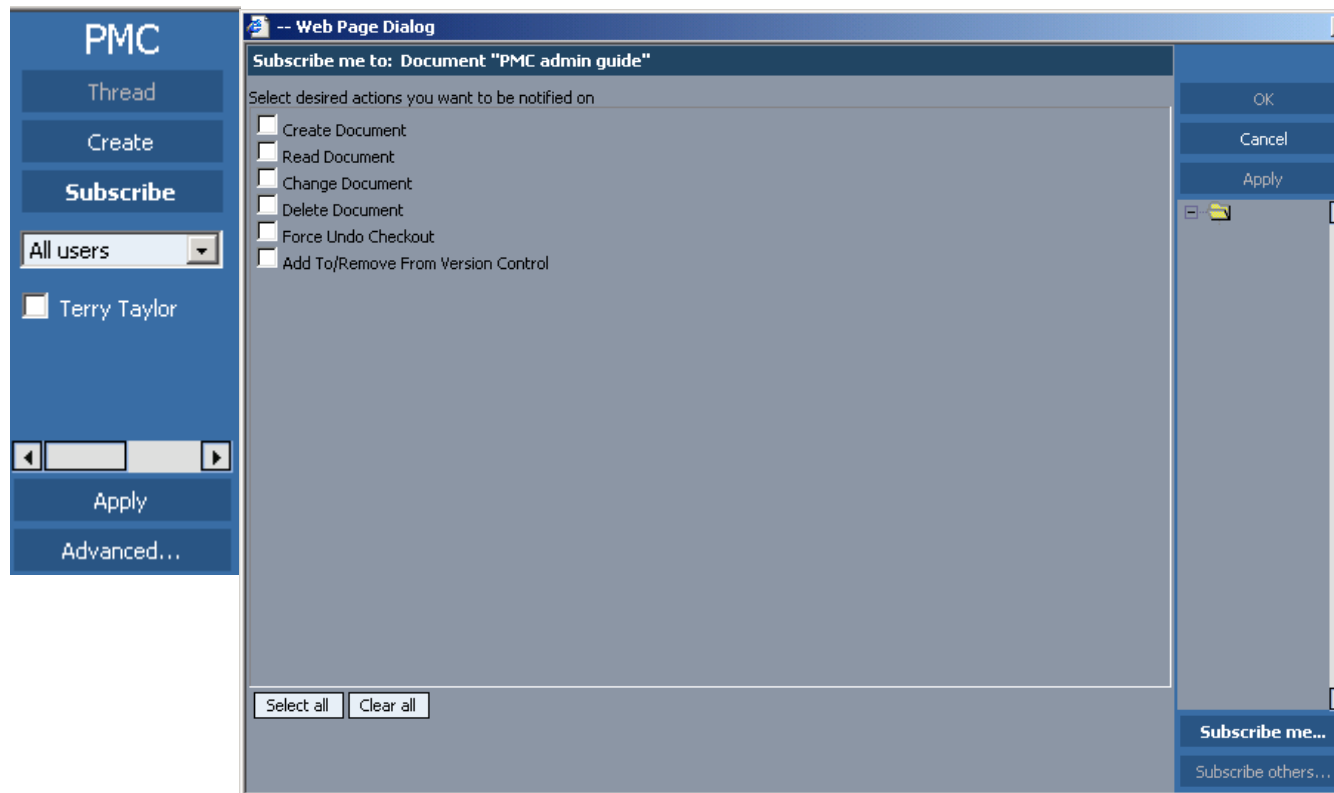 PMC
Thread
Create
Subscribe
All users
Terry Taylor
Apply
Advanced...
-- Web Page Dialog
Subscribe me to: Document "PMC admin guide"
Select desired actions you want to be notified on
Create Document
Read Document
Change Document
Delete Document
Force Undo Checkout
Add To/Remove From Version Control
Select all
Clear all
OK
Cancel
Apply
Subscribe me...
Subscribe others...